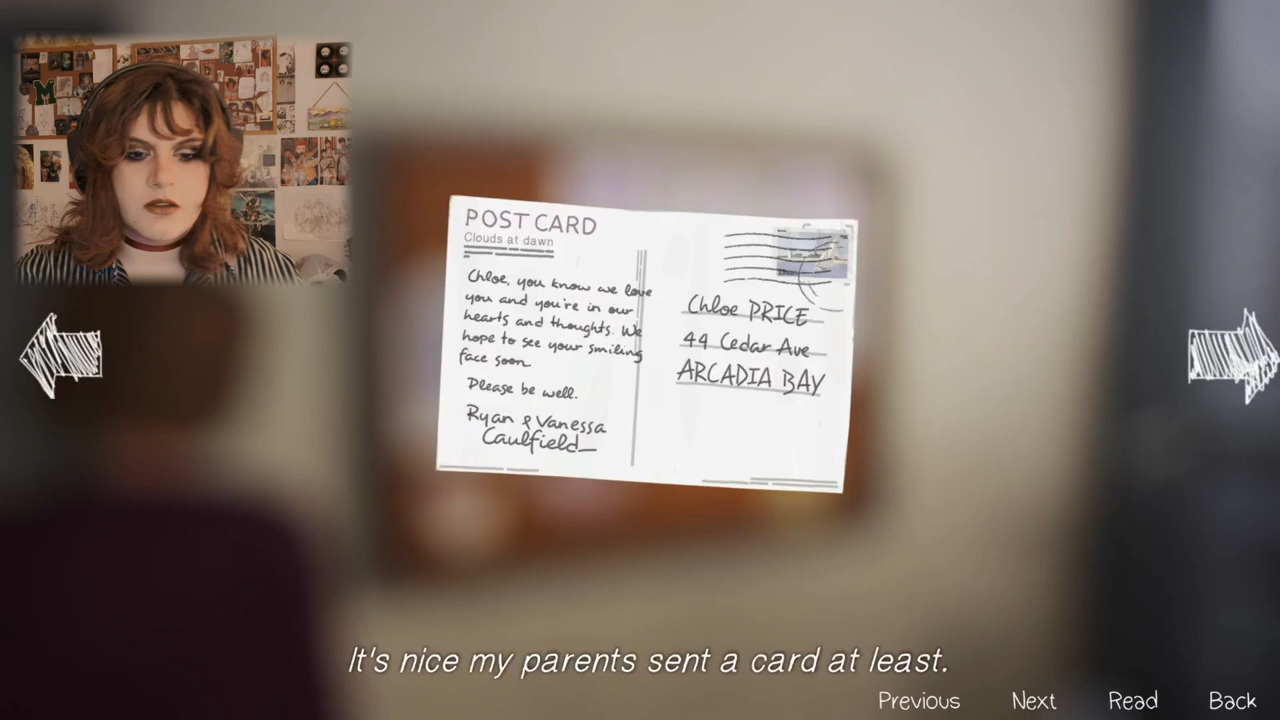 POST CARD
Clouds at dawn
Chloe, you know we love
you and you're in our
hearts and thoughts. We
hope to see your smiling
face soon.
Please be well.
Ryan & Vanessa
Caulfield
Chloe PRICE
44 Cedar Ave
ARCADIA BAY
It's nice my parents sent a card at least.
Previous Next Read Back